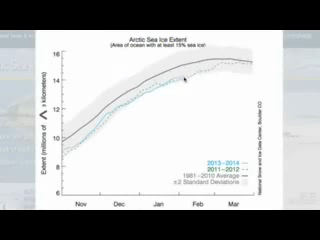 Arctic Sea Ice Extent
(Area of ocean with at least 15% sea ice)
16
14
12
10
8
6
Extent (millions of square kilometers)
2013–2014
2011–2012
1981–2010 Average
±2 Standard Deviations
Nov
Dec
Jan
Feb
Mar
National Snow and Ice Data Center, Boulder CO